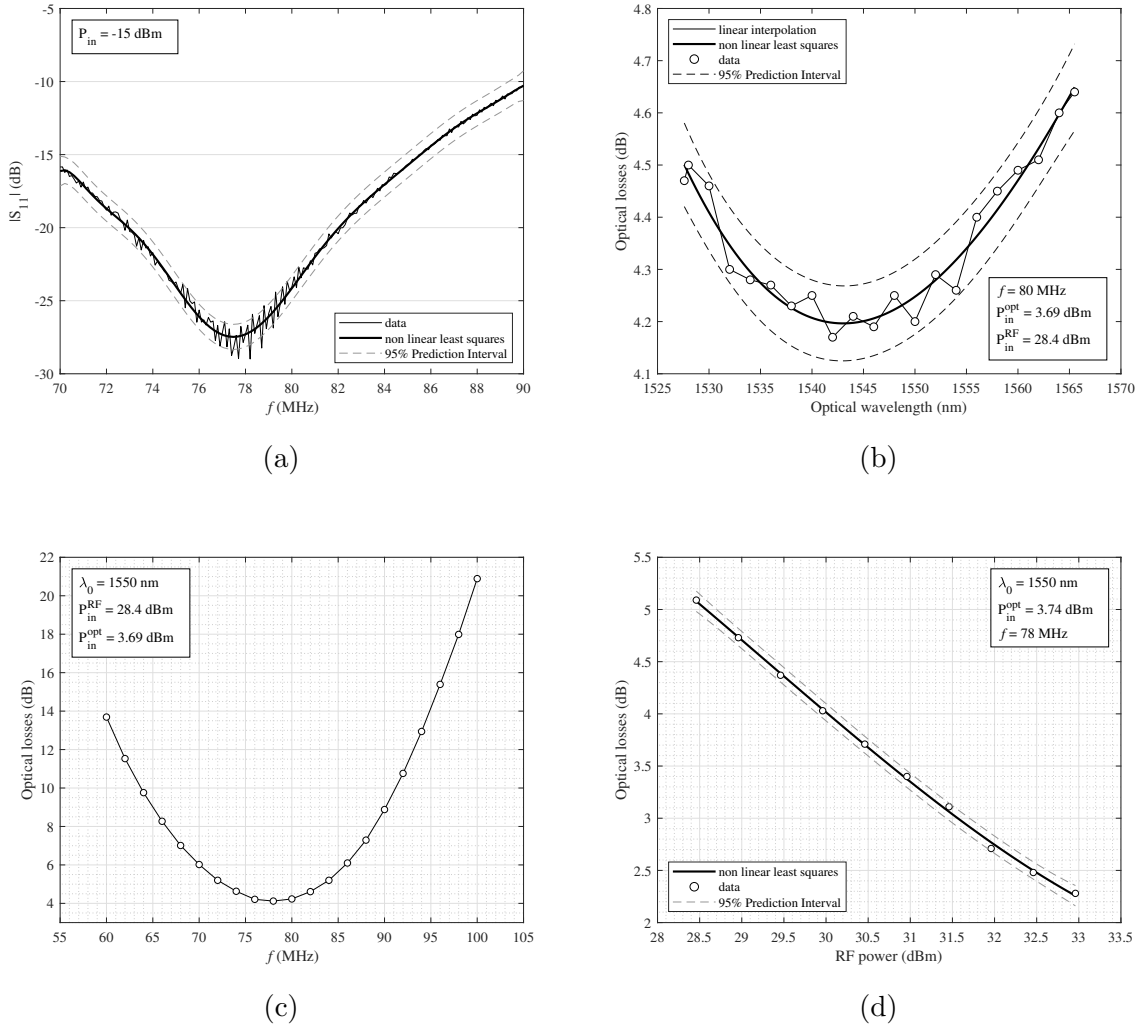 P_in = -15 dBm
-5
-10
-15
-20
-25
-30
|S_11| (dB)
data
non linear least squares
95% Prediction Interval
70 72 74 76 78 80 82 84 86 88 90
f (MHz)
(a)
linear interpolation
non linear least squares
data
95% Prediction Interval
4.8
4.7
4.6
4.5
4.4
4.3
4.2
4.1
Optical losses (dB)
f = 80 MHz
P_in^opt = 3.69 dBm
P_in^RF = 28.4 dBm
1525 1530 1535 1540 1545 1550 1555 1560 1565 1570
Optical wavelength (nm)
(b)
λ_0 = 1550 nm
P_in^RF = 28.4 dBm
P_in^opt = 3.69 dBm
22
20
18
16
14
12
10
8
6
4
Optical losses (dB)
55 60 65 70 75 80 85 90 95 100 105
f (MHz)
(c)
λ_0 = 1550 nm
P_in^opt = 3.74 dBm
f = 78 MHz
5.5
5
4.5
4
3.5
3
2.5
2
Optical losses (dB)
non linear least squares
data
95% Prediction Interval
28 28.5 29 29.5 30 30.5 31 31.5 32 32.5 33 33.5
RF power (dBm)
(d)